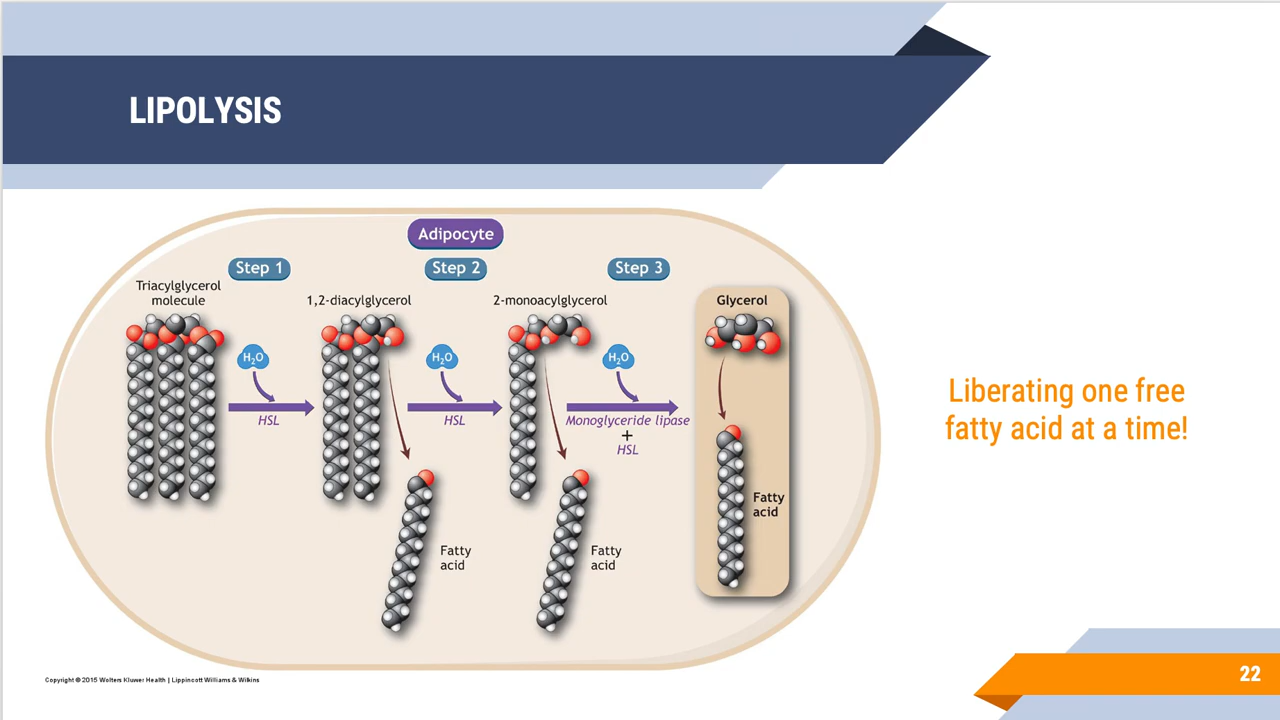 LIPOLYSIS
Adipocyte
Step 1
Step 2
Step 3
Triacylglycerol
molecule
1,2-diacylglycerol
2-monoacylglycerol
Glycerol
H₂O
H₂O
H₂O
HSL
HSL
Monoglyceride lipase
+
HSL
Fatty
acid
Fatty
acid
Fatty
acid
Liberating one free
fatty acid at a time!
Copyright © 2015 Wolters Kluwer Health | Lippincott Williams & Wilkins
22